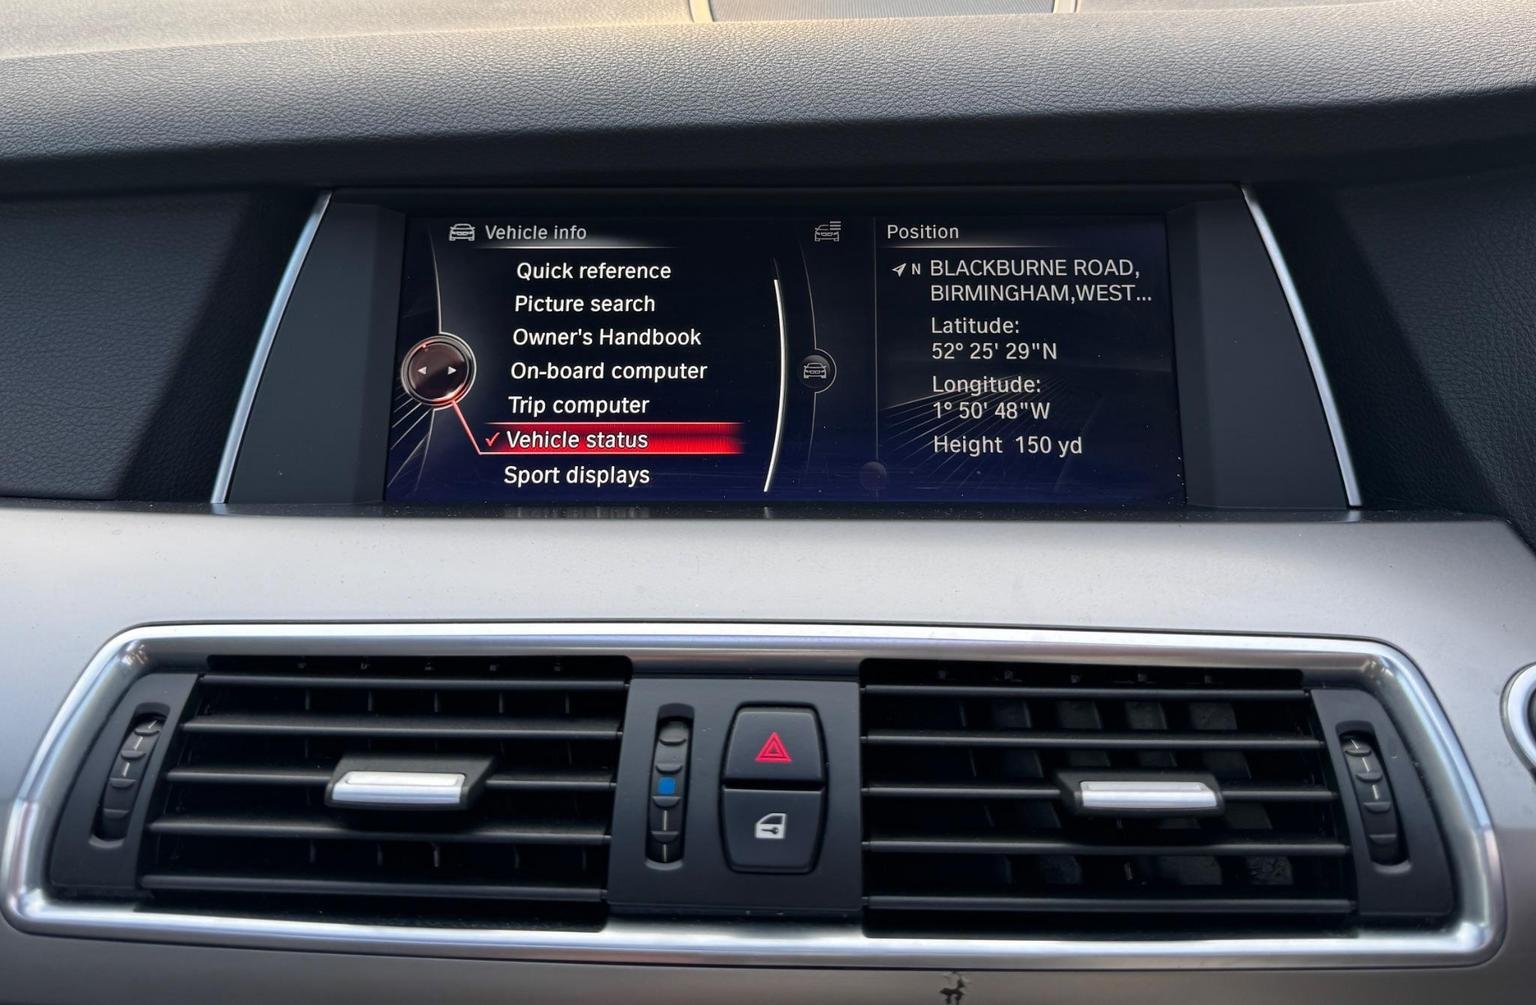 Vehicle info
Quick reference
Picture search
Owner's Handbook
On-board computer
Trip computer
Vehicle status
Sport displays
Position
N BLACKBURNE ROAD,
BIRMINGHAM,WEST...
Latitude:
52° 25' 29"N
Longitude:
1° 50' 48"W
Height 150 yd